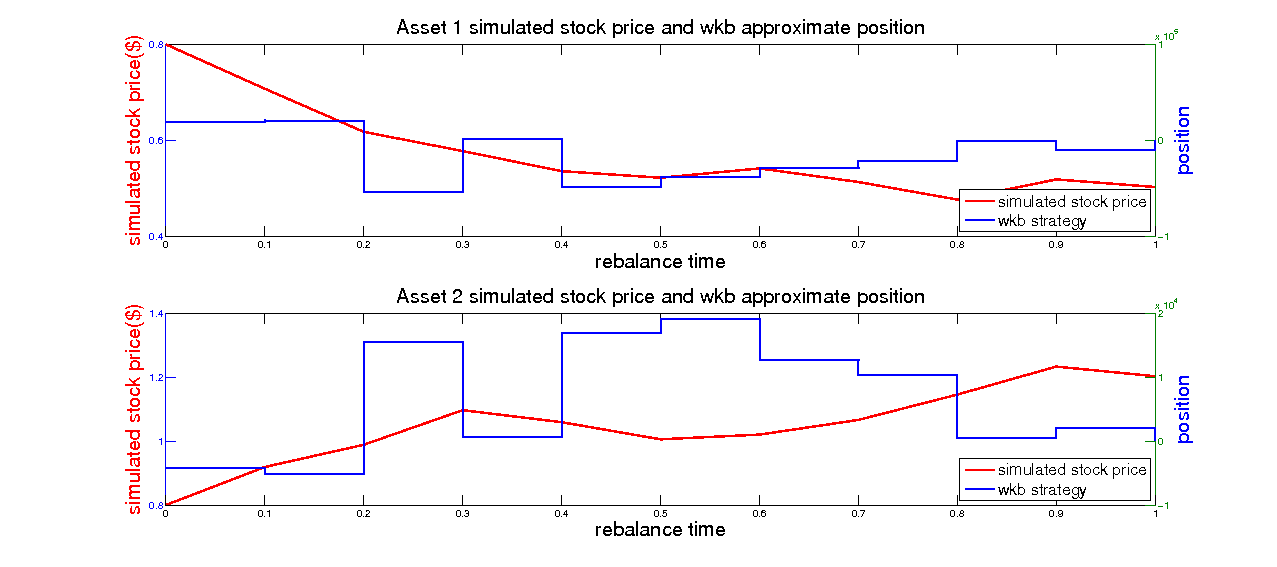 Asset 1 simulated stock price and wkb approximate position
x 10^5
simulated stock price($)
0.8
0.6
0.4
1
0
-1
position
simulated stock price
wkb strategy
0 0.1 0.2 0.3 0.4 0.5 0.6 0.7 0.8 0.9 1
rebalance time
Asset 2 simulated stock price and wkb approximate position
x 10^4
simulated stock price($)
1.4
1.2
1
0.8
2
1
0
-1
position
simulated stock price
wkb strategy
0 0.1 0.2 0.3 0.4 0.5 0.6 0.7 0.8 0.9 1
rebalance time